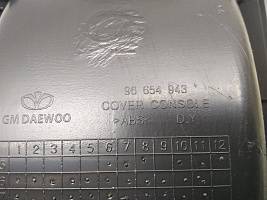 96 654 943
COVER CONSOLE
GM DAEWOO >ABS< D.Y
1 2 3 4 5 6 7 8 9 10 11 12